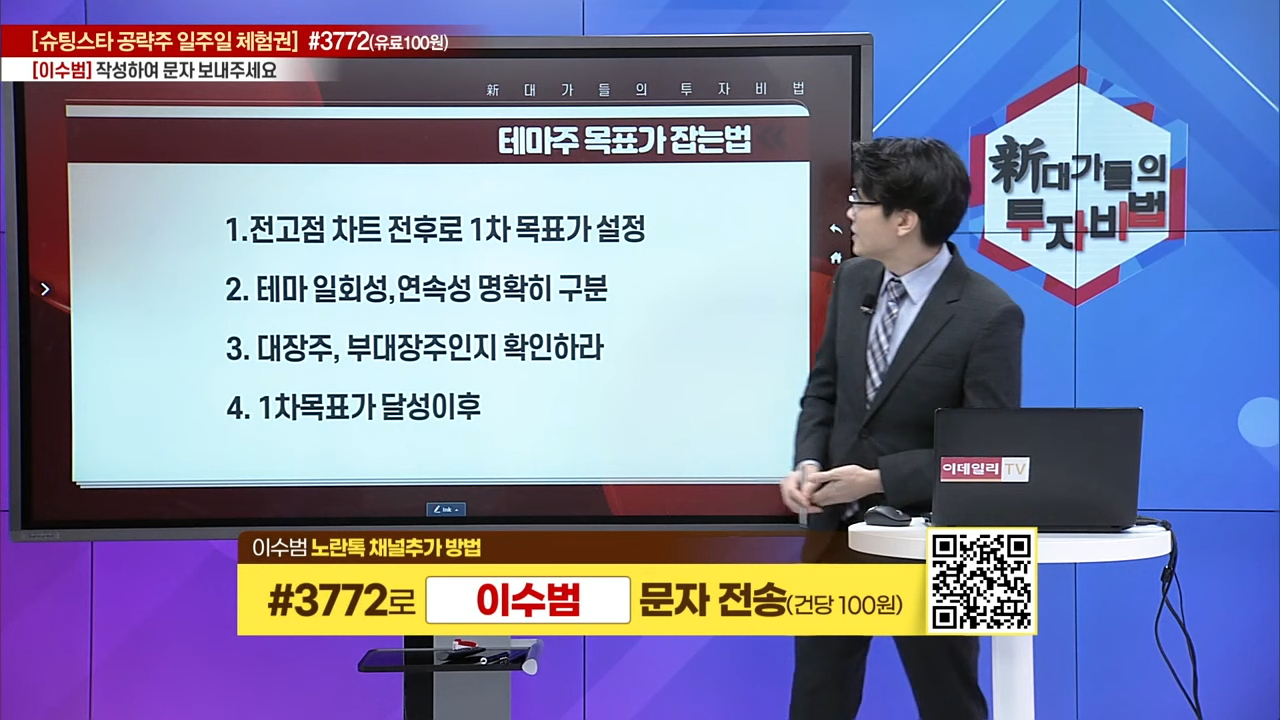 [슈팅스타 공략주 일주일 체험권] #3772(유료100원)
[이수범] 작성하여 문자 보내주세요
新 대 가 들 의 투 자 비 법
테마주 목표가 잡는법
1.전고점 차트 전후로 1차 목표가 설정
2. 테마 일회성,연속성 명확히 구분
3. 대장주, 부대장주인지 확인하라
4. 1차목표가 달성이후
Ink
新대가들의
투자비법
이데일리 TV
이수범 노란톡 채널추가 방법
#3772로 이수범 문자 전송(건당 100원)